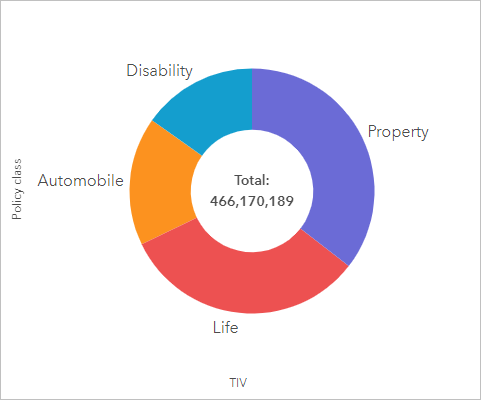 Disability
Property
Automobile
Policy class
Total:
466,170,189
Life
TIV